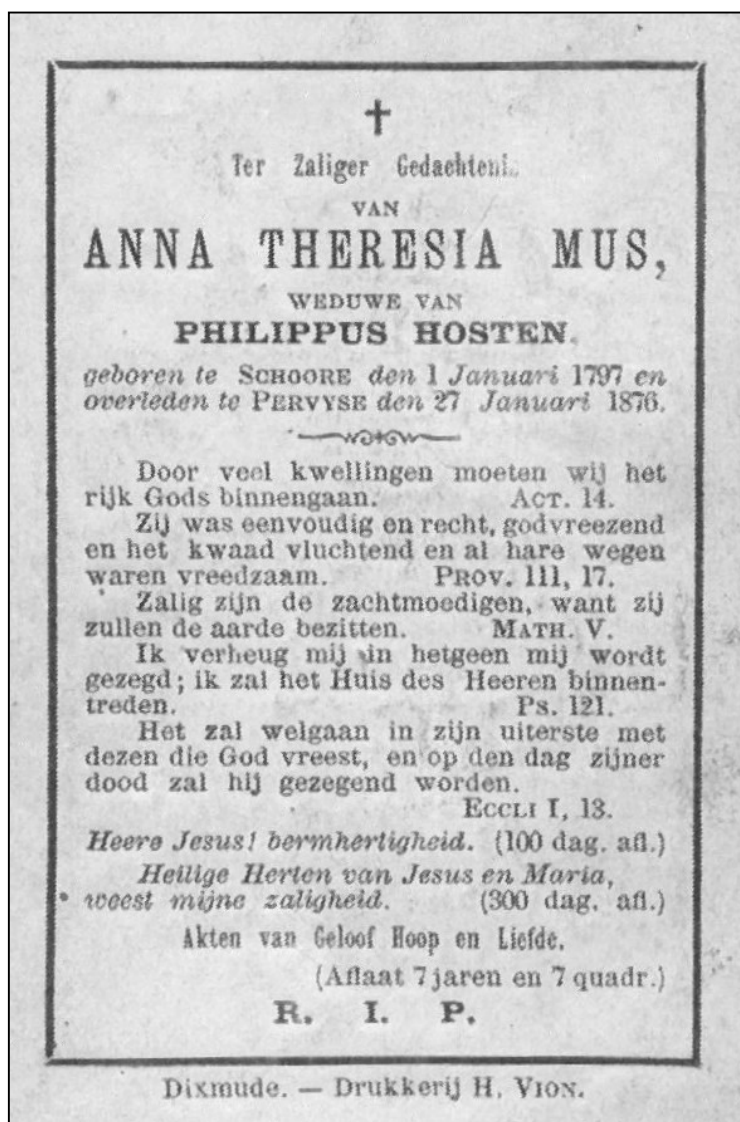 ✝
Ter Zaliger Gedachteni..
VAN
ANNA THERESIA MUS,
WEDUWE VAN
PHILIPPUS HOSTEN.
geboren te SCHOORE den 1 Januari 1797 en
overleden te PERVYSE den 27 Januari 1876.
Door veel kwellingen moeten wij het
rijk Gods binnengaan. ACT. 14.
Zij was eenvoudig en recht, godvreezend
en het kwaad vluchtend en al hare wegen
waren vreedzaam. PROV. 111, 17.
Zalig zijn de zachtmoedigen, want zij
zullen de aarde bezitten. MATH. V.
Ik verheug mij in hetgeen mij wordt
gezegd; ik zal het Huis des Heeren binnen-
treden. Ps. 121.
Het zal welgaan in zijn uiterste met
dezen die God vreest, en op den dag zijner
dood zal hij gezegend worden.
ECCLI I, 13.
Heere Jesus! bermhertigheid. (100 dag. afl.)
Heilige Herten van Jesus en Maria,
weest mijne zaligheid. (300 dag. afl.)
Akten van Geloof Hoop en Liefde.
(Aflaat 7 jaren en 7 quadr.)
R. I. P.
Dixmude. — Drukkerij H. VION.